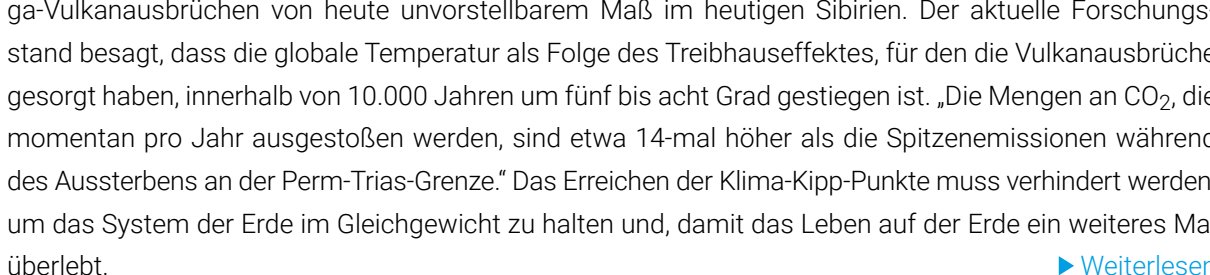 ga-Vulkanausbrüchen von heute unvorstellbarem Maß im heutigen Sibirien. Der aktuelle Forschungs-
stand besagt, dass die globale Temperatur als Folge des Treibhauseffektes, für den die Vulkanausbrüche
gesorgt haben, innerhalb von 10.000 Jahren um fünf bis acht Grad gestiegen ist. „Die Mengen an CO₂, die
momentan pro Jahr ausgestoßen werden, sind etwa 14-mal höher als die Spitzenemissionen während
des Aussterbens an der Perm-Trias-Grenze.“ Das Erreichen der Klima-Kipp-Punkte muss verhindert werden
um das System der Erde im Gleichgewicht zu halten und, damit das Leben auf der Erde ein weiteres Ma
überlebt. ▶ Weiterlesen